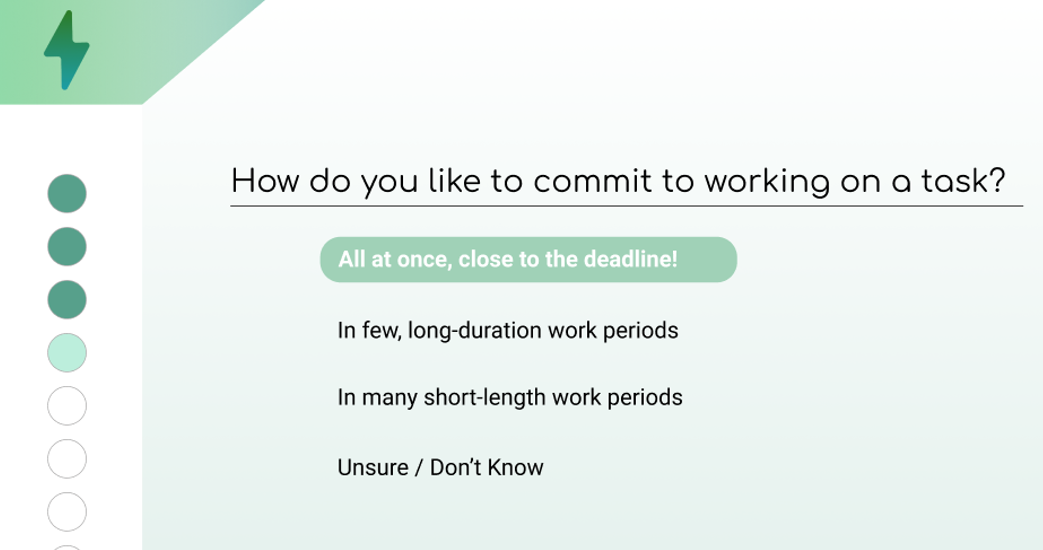 How do you like to commit to working on a task?
All at once, close to the deadline!
In few, long-duration work periods
In many short-length work periods
Unsure / Don’t Know